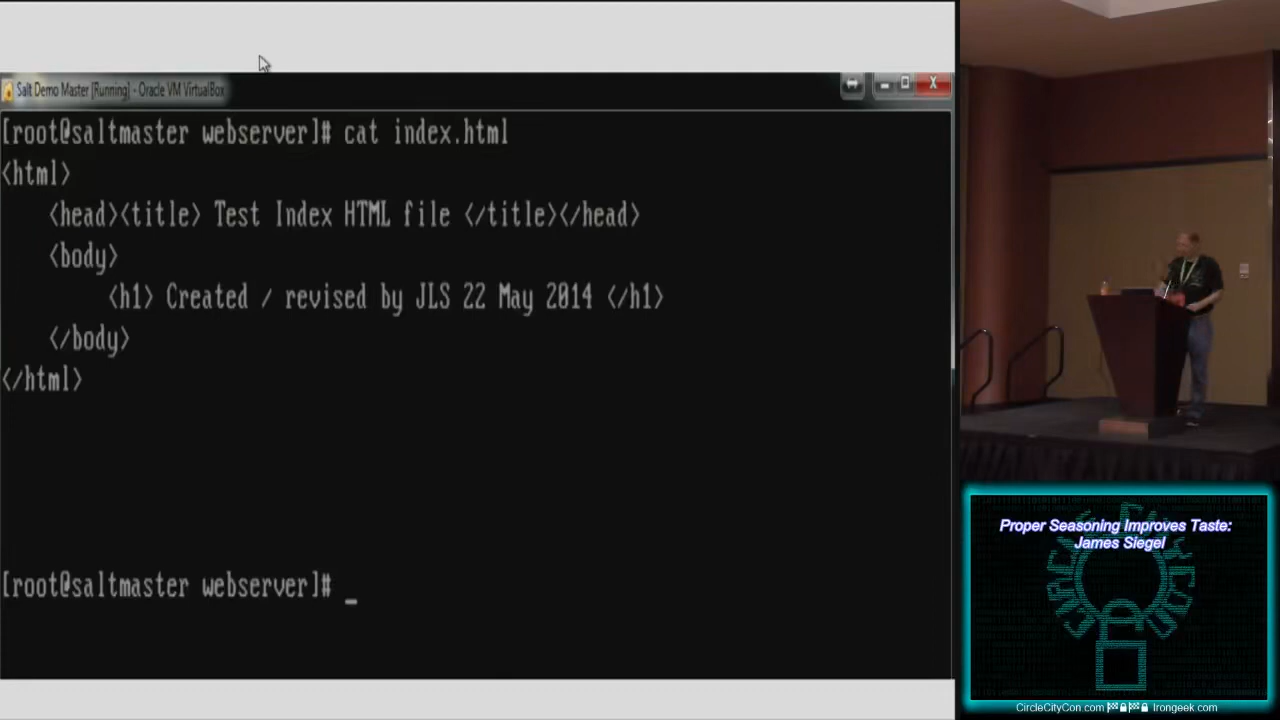 Salt Demo Master [Running] - Oracle VM VirtualBox
[root@saltmaster webserver]# cat index.html
<html>
<head><title> Test Index HTML file </title></head>
<body>
<h1> Created / revised by JLS 22 May 2014 </h1>
</body>
</html>
[root@saltmaster webserver]# _
Proper Seasoning Improves Taste:
James Siegel
CircleCityCon.com Irongeek.com